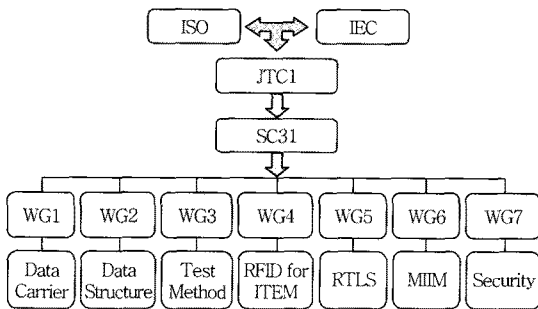 ISO IEC
JTC1
SC31
WG1 WG2 WG3 WG4 WG5 WG6 WG7
Data Carrier
Data Structure
Test Method
RFID for ITEM
RTLS
MIIM
Security